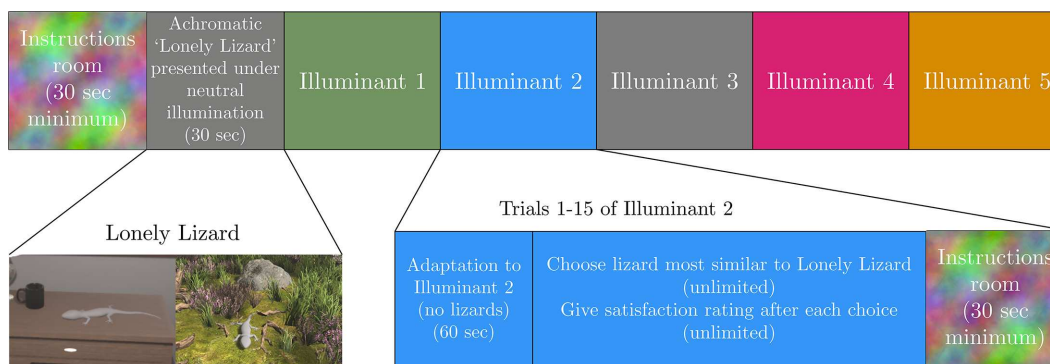 Instructions
room
(30 sec
minimum)
Achromatic
‘Lonely Lizard’
presented under
neutral
illumination
(30 sec)
Illuminant 1
Illuminant 2
Illuminant 3
Illuminant 4
Illuminant 5
Lonely Lizard
Trials 1-15 of Illuminant 2
Adaptation to
Illuminant 2
(no lizards)
(60 sec)
Choose lizard most similar to Lonely Lizard
(unlimited)
Give satisfaction rating after each choice
(unlimited)
Instructions
room
(30 sec
minimum)